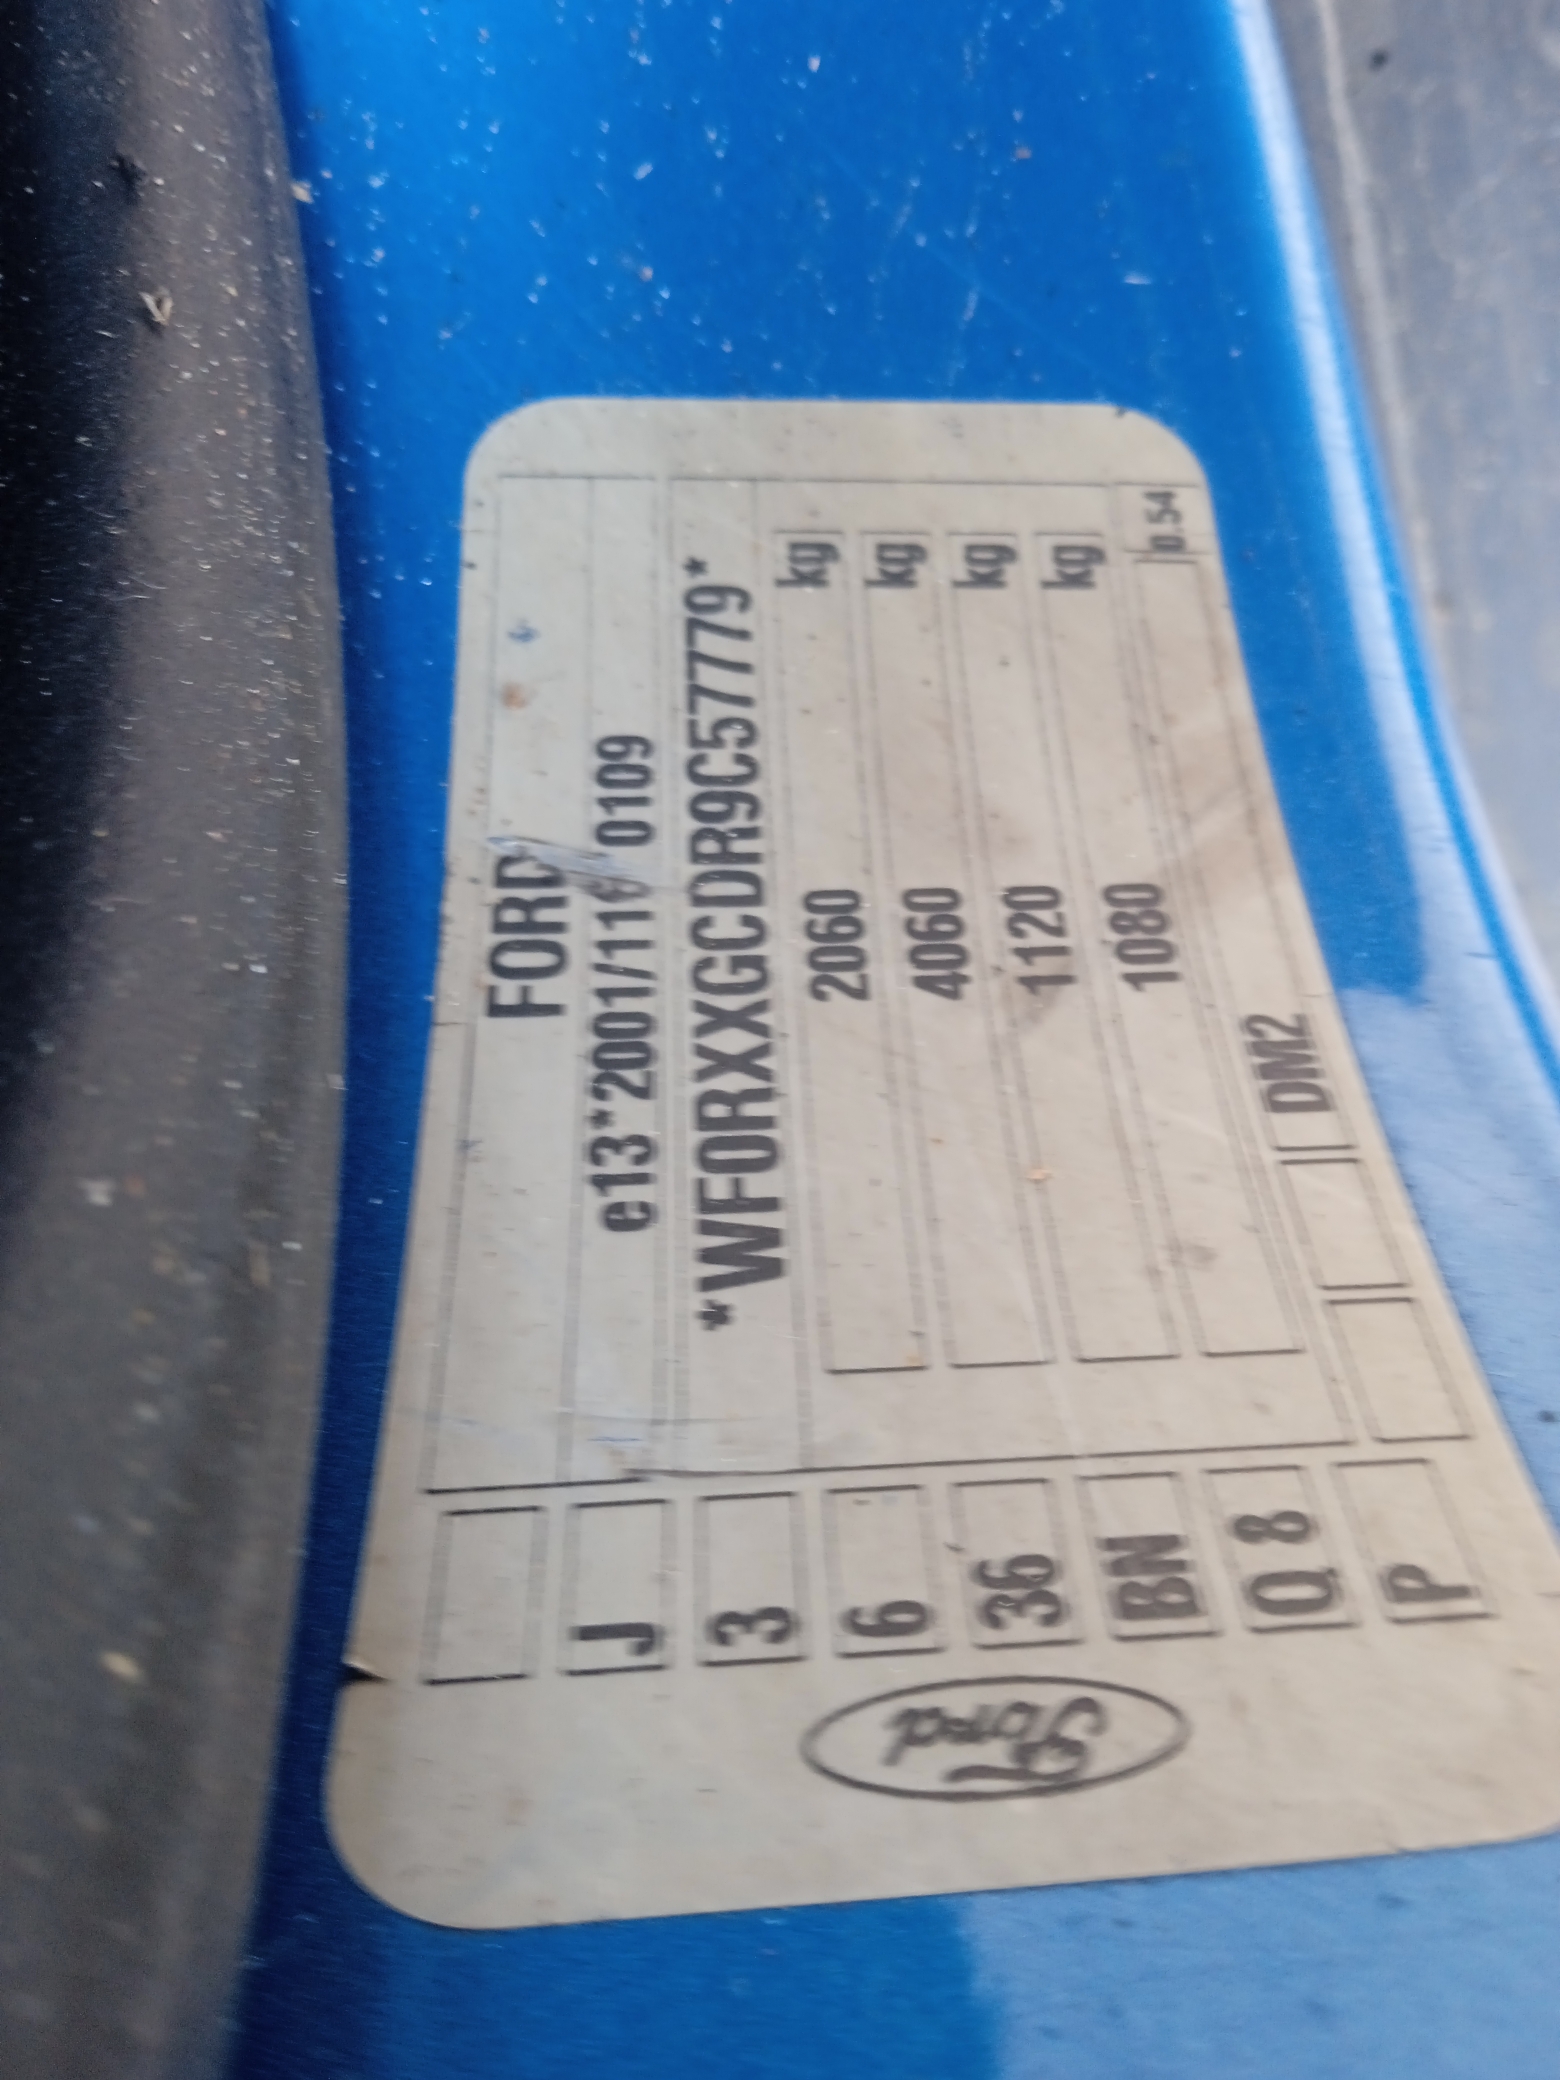 FORD
e13*2001/116 0109
*WF0RXXGCDR9C57779*
2060 kg
4060 kg
1120 kg
1080 kg
0.54
DM2
J
3
6
36
BN
Q 8
P
Ford